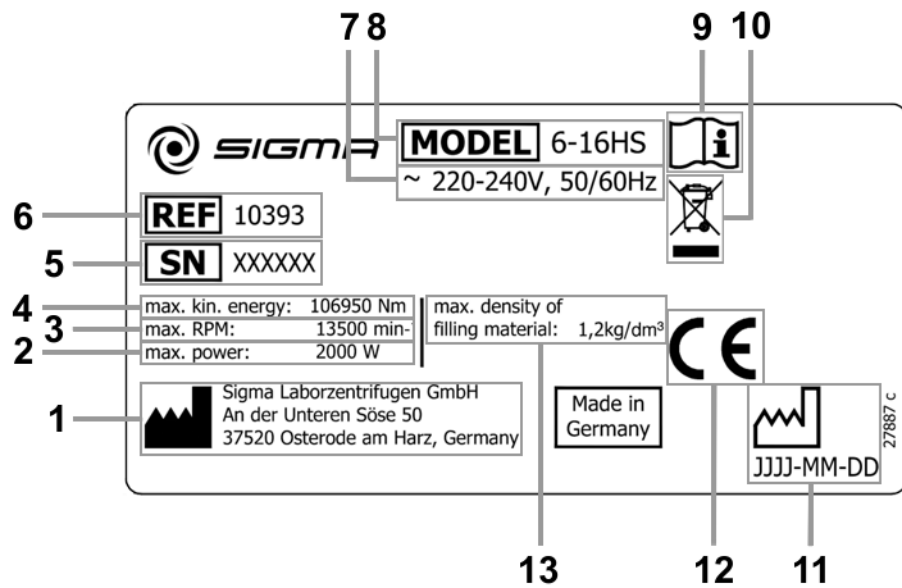 7 8 9 10
SIGMA
MODEL 6-16HS
~ 220-240V, 50/60Hz
6 REF 10393
5 SN XXXXXX
4 max. kin. energy: 106950 Nm
3 max. RPM: 13500 min-
2 max. power: 2000 W
max. density of
filling material: 1,2kg/dm³
CE
1 Sigma Laborzentrifugen GmbH
An der Unteren Söse 50
37520 Osterode am Harz, Germany
Made in
Germany
JJJJ-MM-DD
27887 c
13 12 11